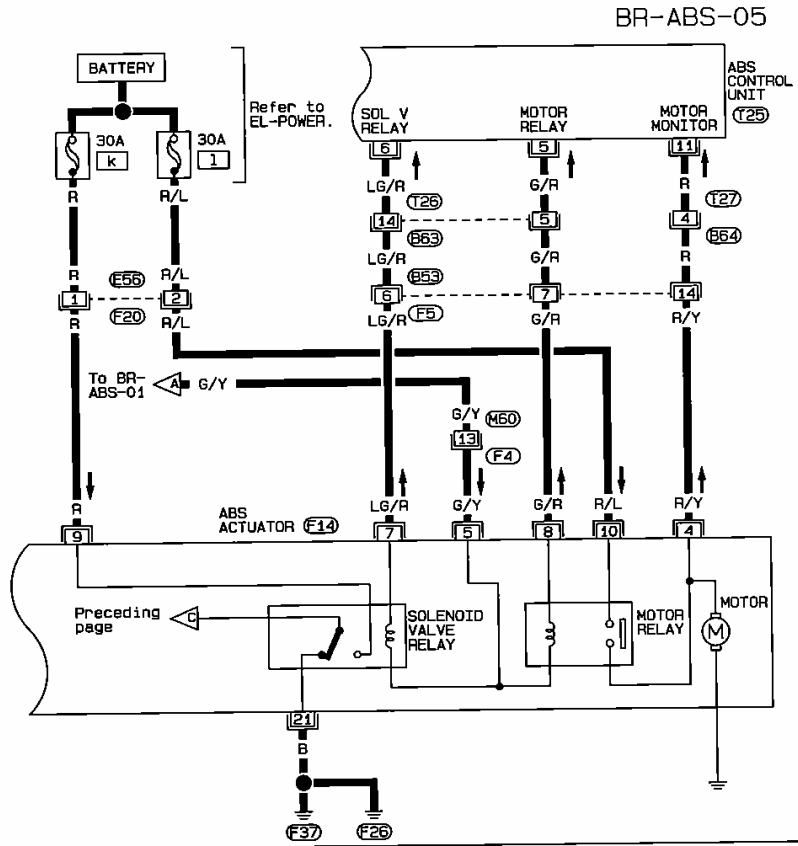 BR-ABS-05
BATTERY
Refer to
EL-POWER.
30A
k
30A
l
ABS
CONTROL
UNIT
T25
SOL V
RELAY
MOTOR
RELAY
MOTOR
MONITOR
6
5
11
R
R/L
LG/R
G/R
R
T26
T27
14
5
4
B63
B64
LG/R
G/R
R
R
R/L
E56
B53
1
2
6
7
14
F20
F5
R
R/L
LG/R
G/R
R/Y
To BR-
ABS-01
A
G/Y
G/Y
M60
13
F4
R
LG/R
G/Y
G/R
R/L
R/Y
ABS
ACTUATOR
F14
9
7
5
8
10
4
Preceding
page
C
SOLENOID
VALVE
RELAY
MOTOR
RELAY
MOTOR
M
21
B
F37
F26